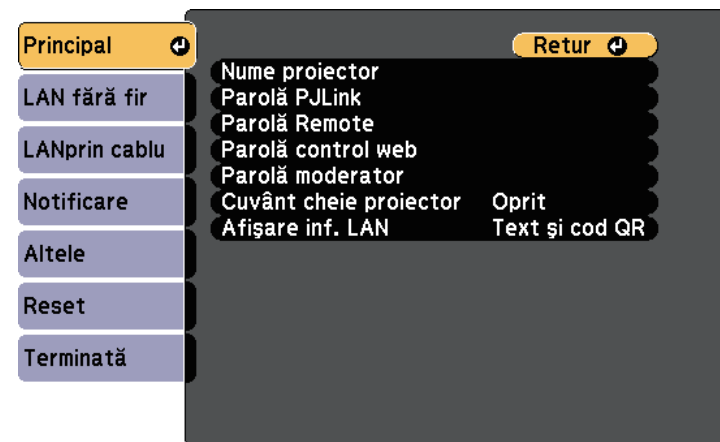 Principal
LAN fără fir
LANprin cablu
Notificare
Altele
Reset
Terminată
Retur
Nume proiector
Parolă PJLink
Parolă Remote
Parolă control web
Parolă moderator
Cuvânt cheie proiector Oprit
Afişare inf. LAN Text şi cod QR